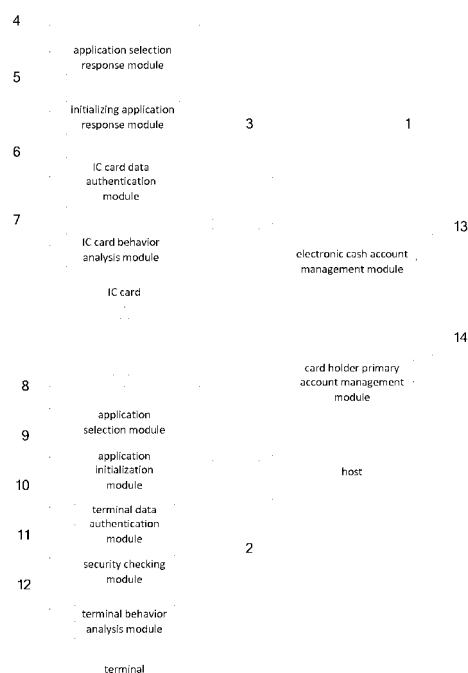 4
application selection
response module
5
initializing application
response module
3
1
6
IC card data
authentication
module
7
13
IC card behavior
analysis module
electronic cash account
management module
IC card
14
card holder primary
account management
module
8
application
selection module
9
application
initialization
module
host
10
terminal data
authentication
module
11
2
security checking
module
12
terminal behavior
analysis module
terminal